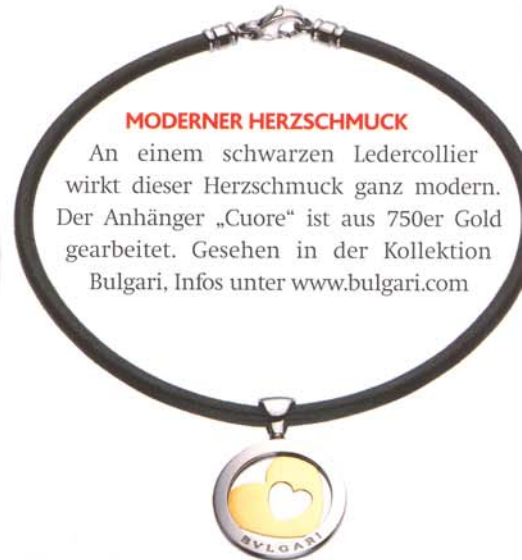 MODERNER HERZSCHMUCK
An einem schwarzen Ledercollier
wirkt dieser Herzschmuck ganz modern.
Der Anhänger „Cuore“ ist aus 750er Gold
gearbeitet. Gesehen in der Kollektion
Bulgari, Infos unter www.bulgari.com
BVLGARI